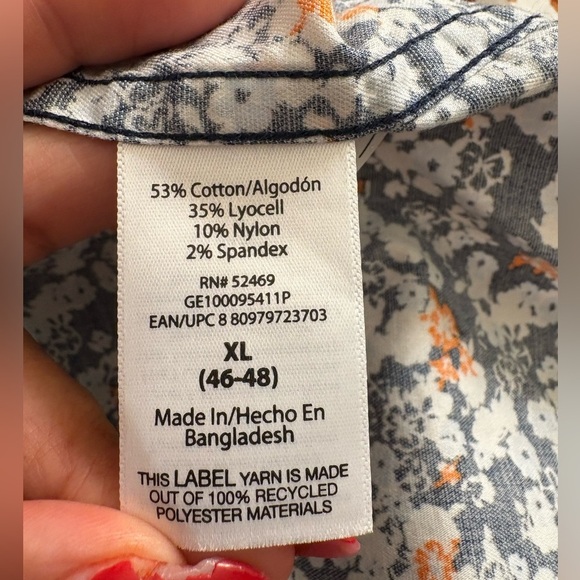 53% Cotton/Algodón
35% Lyocell
10% Nylon
2% Spandex
RN# 52469
GE100095411P
EAN/UPC 8 80979723703
XL
(46-48)
Made In/Hecho En
Bangladesh
THIS LABEL YARN IS MADE
OUT OF 100% RECYCLED
POLYESTER MATERIALS